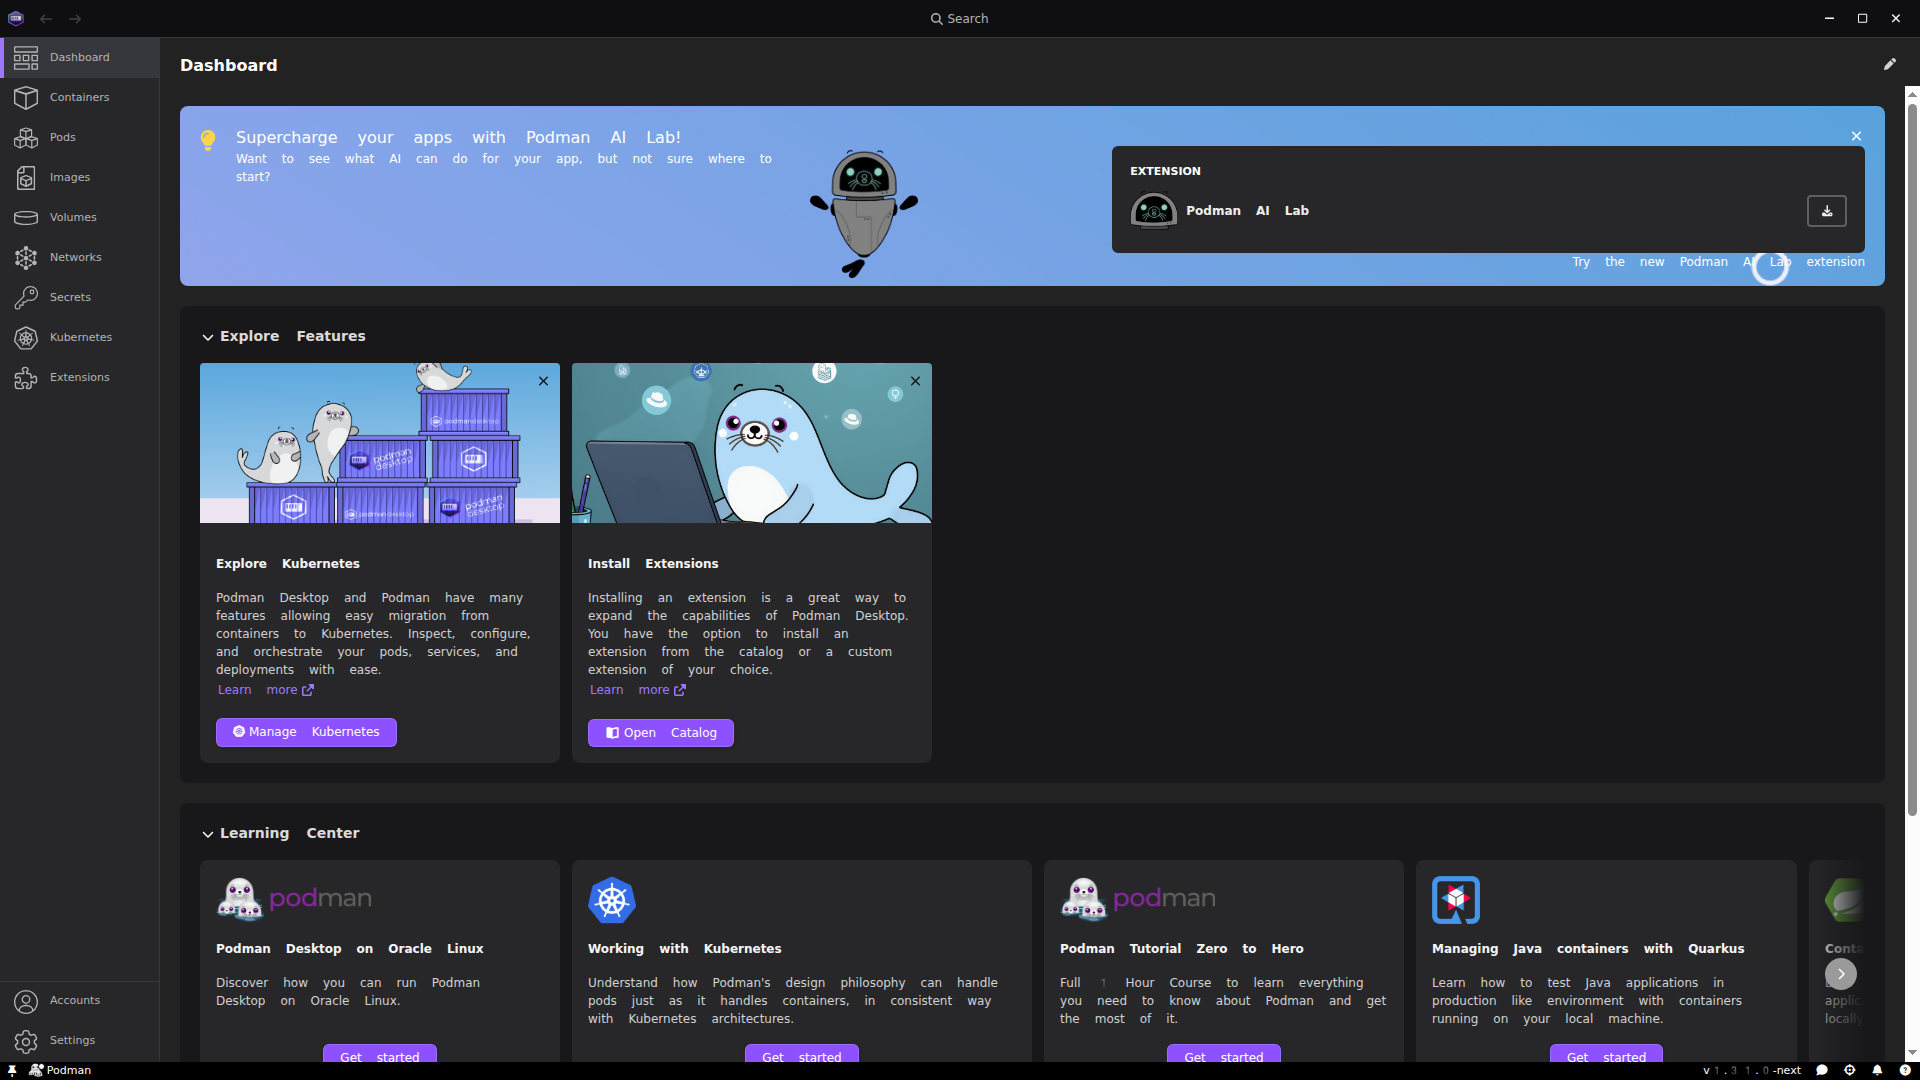 Search
Dashboard
Containers
Pods
Images
Volumes
Networks
Secrets
Kubernetes
Extensions
Accounts
Settings
Dashboard
Supercharge your apps with Podman AI Lab!
Want to see what AI can do for your app, but not sure where to
start?
EXTENSION
Podman AI Lab
Try the new Podman AI Lab extension
Explore Features
podmandesktop
podman
desktop
podmandesktop
podman
desktop
Explore Kubernetes
Podman Desktop and Podman have many
features allowing easy migration from
containers to Kubernetes. Inspect, configure,
and orchestrate your pods, services, and
deployments with ease.
Learn more
Manage Kubernetes
Install Extensions
Installing an extension is a great way to
expand the capabilities of Podman Desktop.
You have the option to install an
extension from the catalog or a custom
extension of your choice.
Learn more
Open Catalog
Learning Center
podman
Podman Desktop on Oracle Linux
Discover how you can run Podman
Desktop on Oracle Linux.
Get started
Working with Kubernetes
Understand how Podman's design philosophy can handle
pods just as it handles containers, in consistent way
with Kubernetes architectures.
Get started
podman
Podman Tutorial Zero to Hero
Full 1 Hour Course to learn everything
you need to know about Podman and get
the most of it.
Get started
Managing Java containers with Quarkus
Learn how to test Java applications in
production like environment with containers
running on your local machine.
Get started
locally
Podman
v1.31.0-next